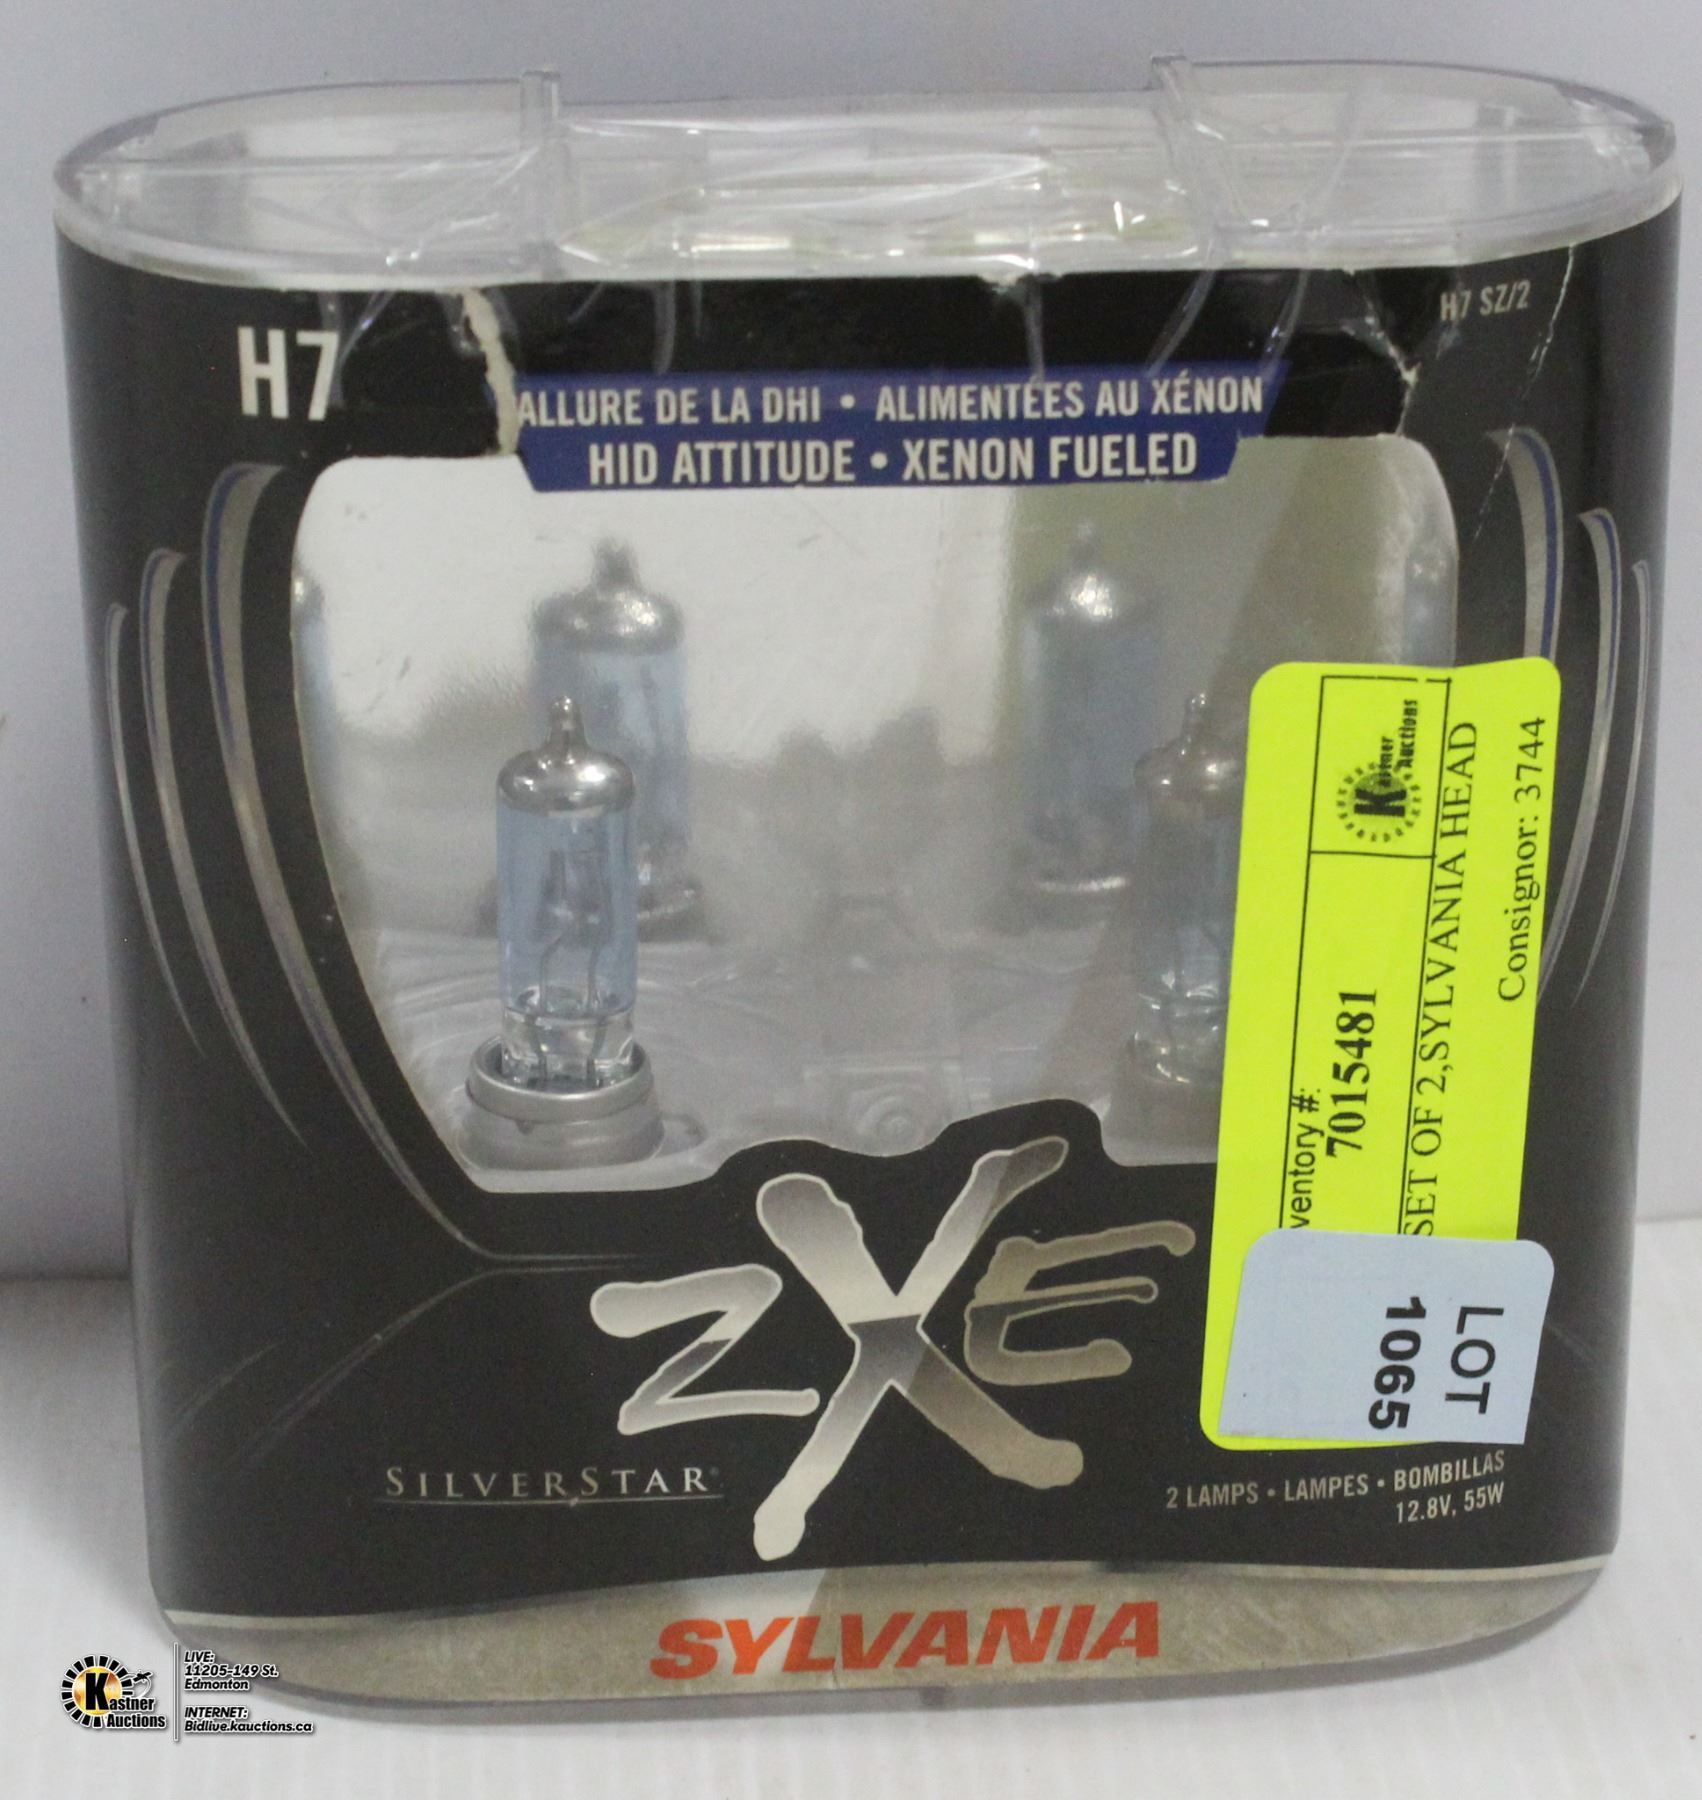 H7
H7 SZ/2
ALLURE DE LA DHI • ALIMENTÉES AU XÉNON
HID ATTITUDE • XENON FUELED
Kastner Auctions
ventory #:
7015481
SET OF 2,SYLVANIA HEAD
Consignor: 3744
LOT
1065
ZXE
SILVERSTAR
2 LAMPS • LAMPES • BOMBILLAS
12.8V, 55W
SYLVANIA
Kastner
Auctions
LIVE:
11205-149 St.
Edmonton
INTERNET:
Bidlive.kauctions.ca